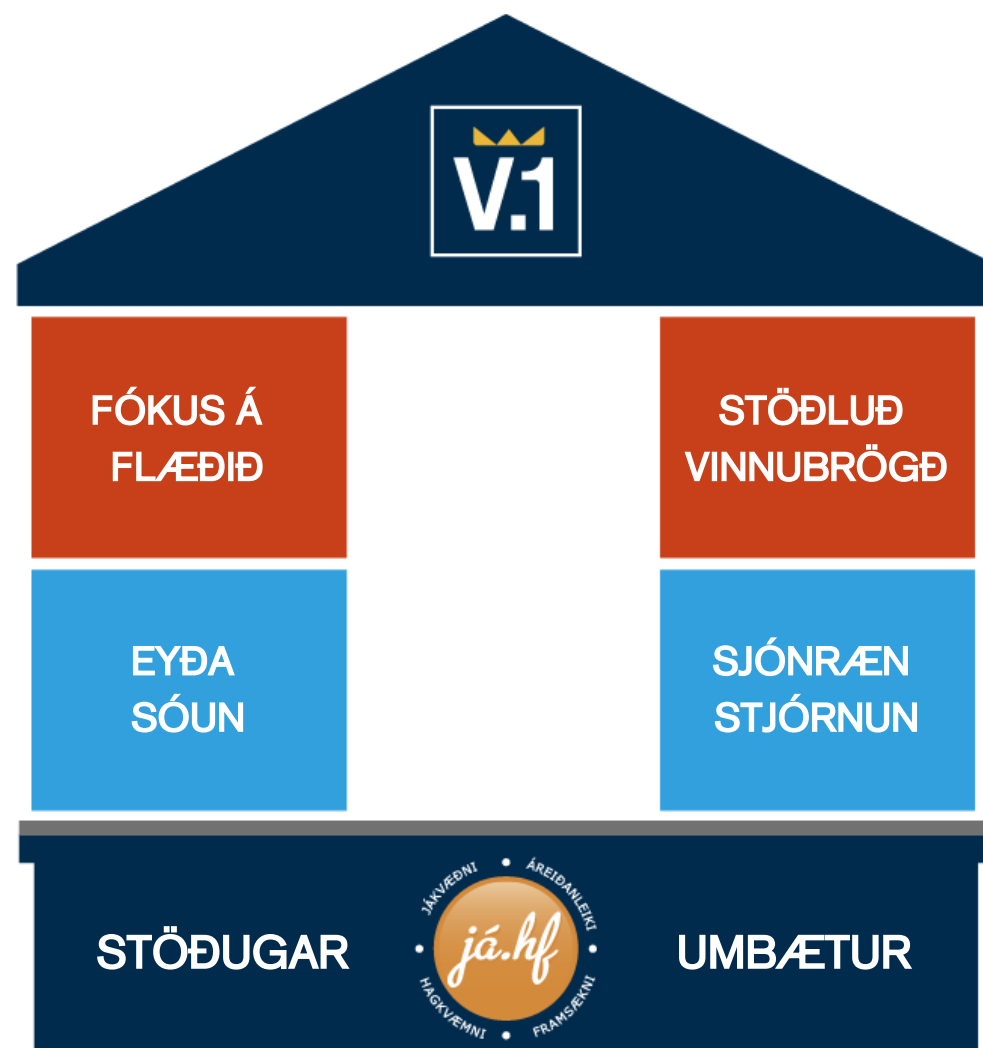 V.1
FÓKUS Á
FLÆÐIÐ
STÖÐLUÐ
VINNUBRÖGÐ
EYÐA
SÓUN
SJÓNRÆN
STJÓRNUN
STÖÐUGAR
JÁKVÆÐNI • ÁREIÐANLEIKI •
já.hf
HAGKVÆMNI • FRAMSÆKNI •
UMBÆTUR